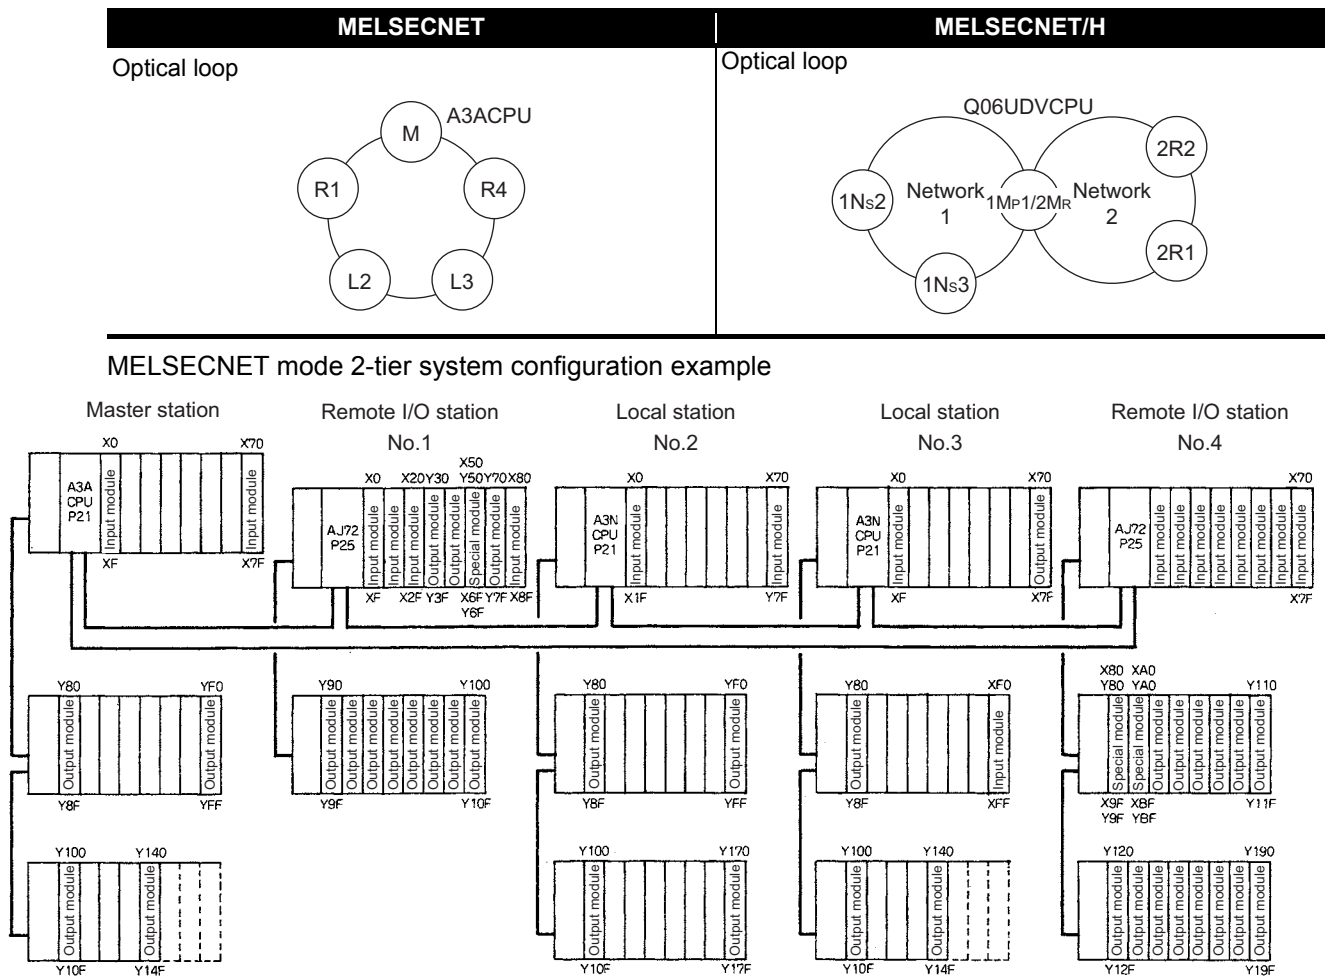 MELSECNET MELSECNET/H
Optical loop
Optical loop
A3ACPU
M
R1
R4
L2
L3
Q06UDVCPU
2R2
1Ns2
Network 1
1MP1/2MR
Network 2
2R1
1Ns3
MELSECNET mode 2-tier system configuration example
Master station
Remote I/O station No.1
Local station No.2
Local station No.3
Remote I/O station No.4
X0 X70
A3A CPU P21
Input module
Input module
XF X7F
Y80 YF0
Output module
Output module
Y8F YFF
Y100 Y140
Output module
Output module
Y10F Y14F
X50
X0 X20 Y30 Y50 Y70 X80
AJ72 P25
Input module
Input module
Input module
Output module
Output module
Special module
Output module
Input module
XF X2F Y3F X6F Y7F X8F
Y6F
Y90 Y100
Output module
Output module
Output module
Output module
Output module
Output module
Output module
Output module
Y9F Y10F
X0 X70
A3N CPU P21
Input module
Input module
X1F Y7F
Y80 YF0
Output module
Output module
Y8F YFF
Y100 Y170
Output module
Output module
Y10F Y17F
X0 X70
A3N CPU P21
Input module
Output module
XF X7F
Y80 XF0
Output module
Input module
Y8F XFF
Y100 Y140
Output module
Output module
Y10F Y14F
X70
AJ72 P25
Input module
Input module
Input module
Input module
Input module
Input module
Input module
Input module
X7F
X80 XA0
Y80 YA0 Y110
Special module
Special module
Output module
Output module
Output module
Output module
Output module
Output module
X9F XBF Y11F
Y9F YBF
Y120 Y190
Output module
Output module
Output module
Output module
Output module
Output module
Output module
Output module
Y12F Y19F